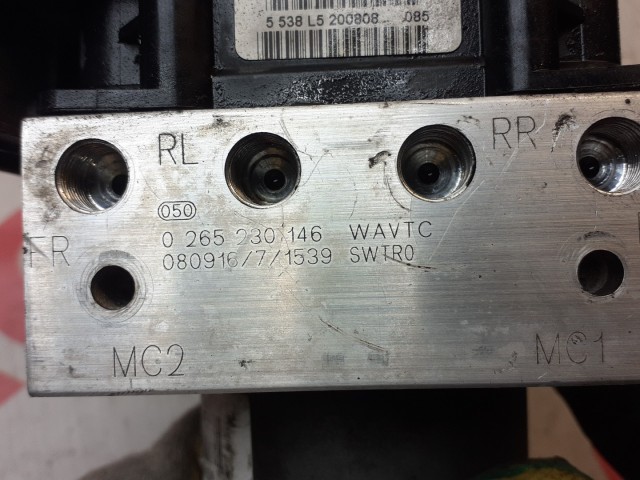 5 538 L5 200808 085
RL RR
050
0 265 230 146 WAVTC
FR
080916/7/1539 SWTR0
MC2 MC1